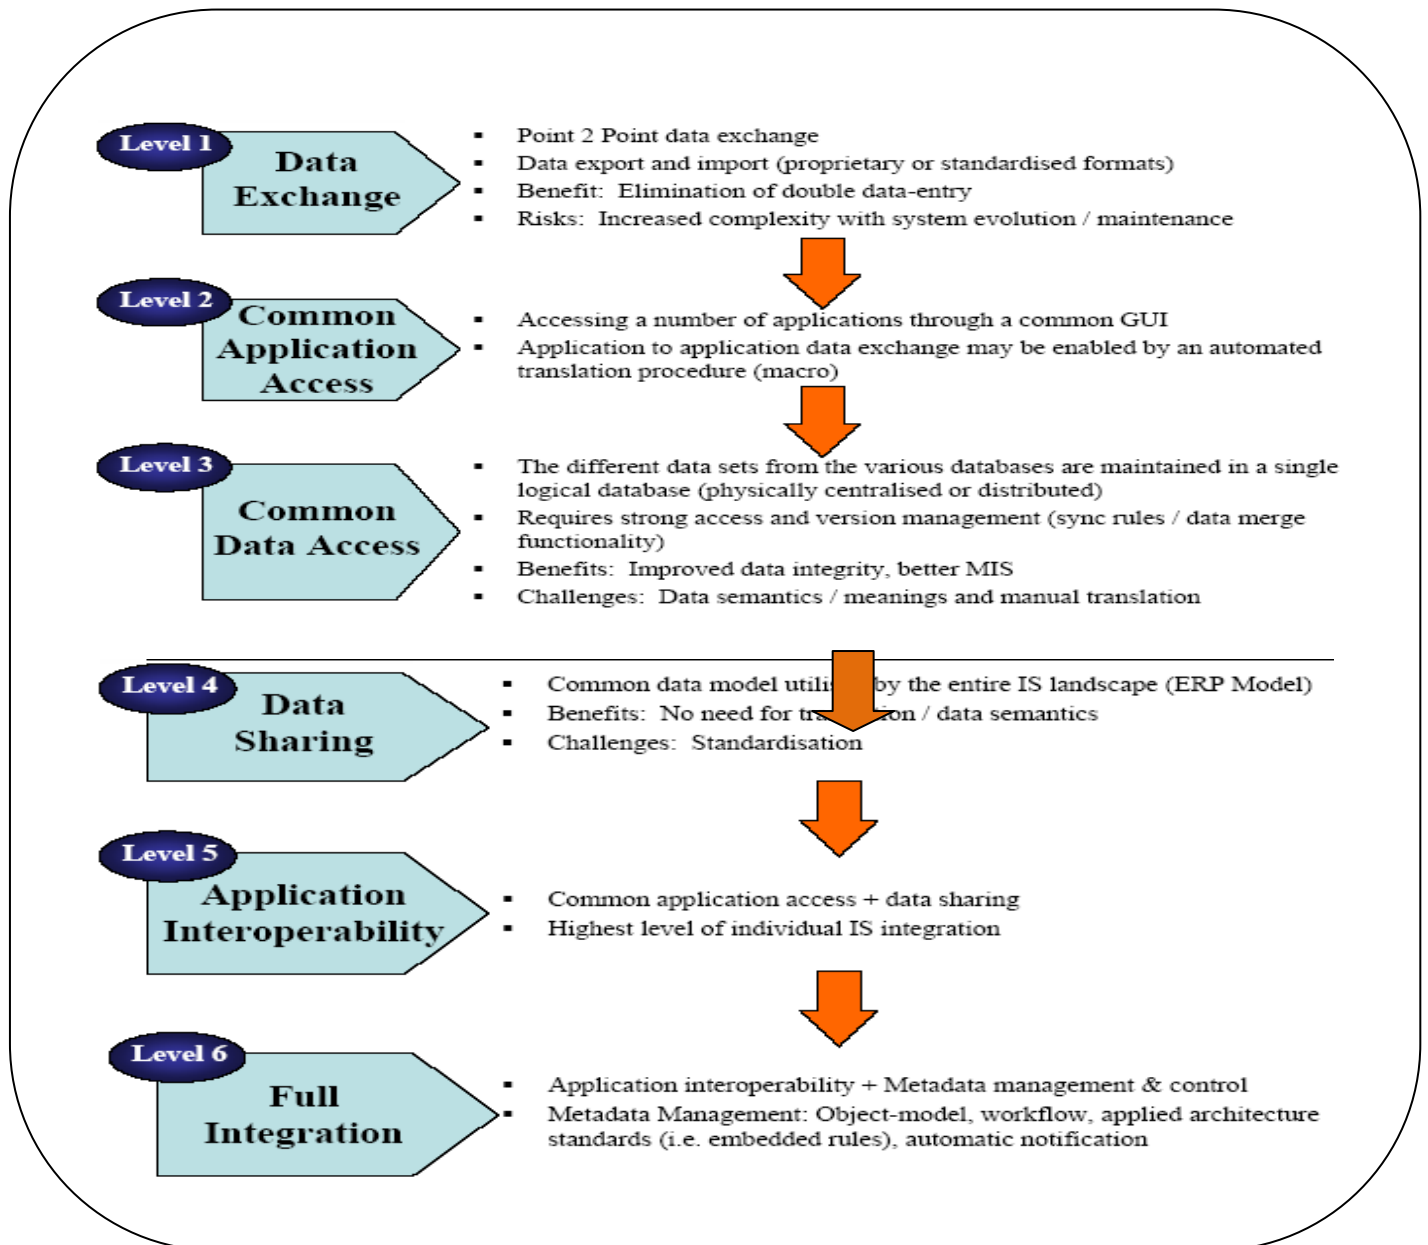 Level 1
Data
Exchange
▪ Point 2 Point data exchange
▪ Data export and import (proprietary or standardised formats)
▪ Benefit: Elimination of double data-entry
▪ Risks: Increased complexity with system evolution / maintenance
Level 2
Common
Application
Access
▪ Accessing a number of applications through a common GUI
▪ Application to application data exchange may be enabled by an automated
translation procedure (macro)
Level 3
Common
Data Access
▪ The different data sets from the various databases are maintained in a single
logical database (physically centralised or distributed)
▪ Requires strong access and version management (sync rules / data merge
functionality)
▪ Benefits: Improved data integrity, better MIS
▪ Challenges: Data semantics / meanings and manual translation
Level 4
Data
Sharing
▪ Common data model by the entire IS landscape (ERP Model)
▪ Benefits: No need for / data semantics
▪ Challenges: Standardisation
Level 5
Application
Interoperability
▪ Common application access + data sharing
▪ Highest level of individual IS integration
Level 6
Full
Integration
▪ Application interoperability + Metadata management & control
▪ Metadata Management: Object-model, workflow, applied architecture
standards (i.e. embedded rules), automatic notification